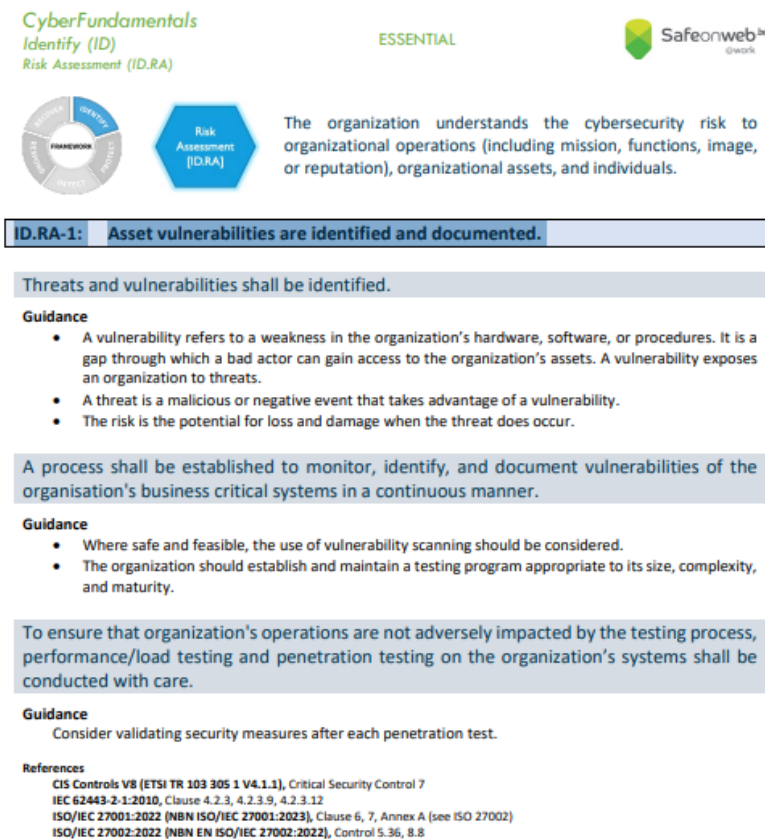 CyberFundamentals
Identify (ID)
Risk Assessment (ID.RA)
ESSENTIAL
Safeonweb.be
@work
RECOVER
IDENTIFY
PROTECT
DETECT
RESPOND
FRAMEWORK
Risk
Assessment
[ID.RA]
The organization understands the cybersecurity risk to
organizational operations (including mission, functions, image,
or reputation), organizational assets, and individuals.
ID.RA-1: Asset vulnerabilities are identified and documented.
Threats and vulnerabilities shall be identified.
Guidance
• A vulnerability refers to a weakness in the organization's hardware, software, or procedures. It is a
gap through which a bad actor can gain access to the organization's assets. A vulnerability exposes
an organization to threats.
• A threat is a malicious or negative event that takes advantage of a vulnerability.
• The risk is the potential for loss and damage when the threat does occur.
A process shall be established to monitor, identify, and document vulnerabilities of the
organisation's business critical systems in a continuous manner.
Guidance
• Where safe and feasible, the use of vulnerability scanning should be considered.
• The organization should establish and maintain a testing program appropriate to its size, complexity,
and maturity.
To ensure that organization's operations are not adversely impacted by the testing process,
performance/load testing and penetration testing on the organization's systems shall be
conducted with care.
Guidance
Consider validating security measures after each penetration test.
References
CIS Controls V8 (ETSI TR 103 305 1 V4.1.1), Critical Security Control 7
IEC 62443-2-1:2010, Clause 4.2.3, 4.2.3.9, 4.2.3.12
ISO/IEC 27001:2022 (NBN ISO/IEC 27001:2023), Clause 6, 7, Annex A (see ISO 27002)
ISO/IEC 27002:2022 (NBN EN ISO/IEC 27002:2022), Control 5.36, 8.8